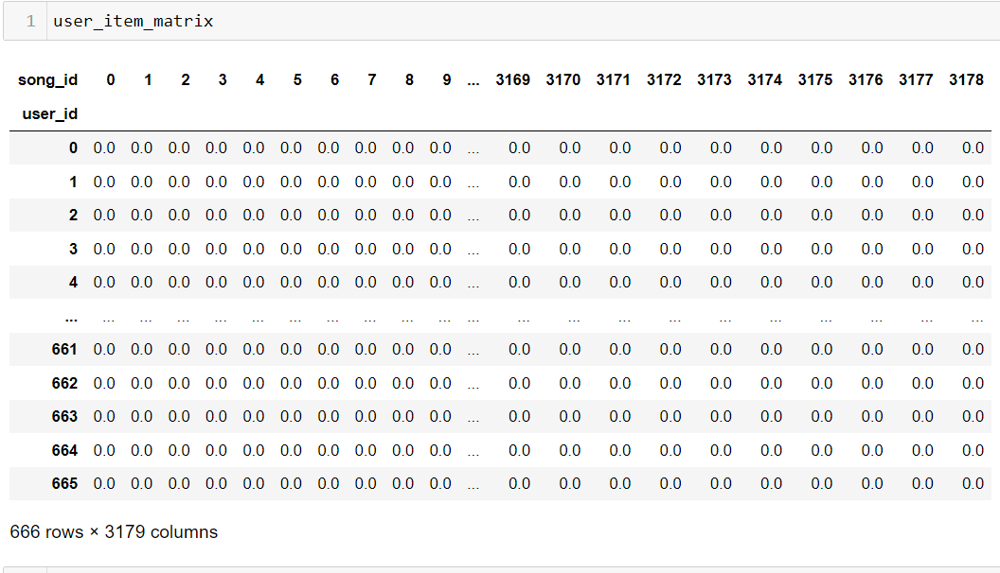 1 user_item_matrix
song_id 0 1 2 3 4 5 6 7 8 9 ... 3169 3170 3171 3172 3173 3174 3175 3176 3177 3178
user_id
0 0.0 0.0 0.0 0.0 0.0 0.0 0.0 0.0 0.0 0.0 ... 0.0 0.0 0.0 0.0 0.0 0.0 0.0 0.0 0.0 0.0
1 0.0 0.0 0.0 0.0 0.0 0.0 0.0 0.0 0.0 0.0 ... 0.0 0.0 0.0 0.0 0.0 0.0 0.0 0.0 0.0 0.0
2 0.0 0.0 0.0 0.0 0.0 0.0 0.0 0.0 0.0 0.0 ... 0.0 0.0 0.0 0.0 0.0 0.0 0.0 0.0 0.0 0.0
3 0.0 0.0 0.0 0.0 0.0 0.0 0.0 0.0 0.0 0.0 ... 0.0 0.0 0.0 0.0 0.0 0.0 0.0 0.0 0.0 0.0
4 0.0 0.0 0.0 0.0 0.0 0.0 0.0 0.0 0.0 0.0 ... 0.0 0.0 0.0 0.0 0.0 0.0 0.0 0.0 0.0 0.0
... ... ... ... ... ... ... ... ... ... ... ... ... ... ... ... ... ... ... ... ... ...
661 0.0 0.0 0.0 0.0 0.0 0.0 0.0 0.0 0.0 0.0 ... 0.0 0.0 0.0 0.0 0.0 0.0 0.0 0.0 0.0 0.0
662 0.0 0.0 0.0 0.0 0.0 0.0 0.0 0.0 0.0 0.0 ... 0.0 0.0 0.0 0.0 0.0 0.0 0.0 0.0 0.0 0.0
663 0.0 0.0 0.0 0.0 0.0 0.0 0.0 0.0 0.0 0.0 ... 0.0 0.0 0.0 0.0 0.0 0.0 0.0 0.0 0.0 0.0
664 0.0 0.0 0.0 0.0 0.0 0.0 0.0 0.0 0.0 0.0 ... 0.0 0.0 0.0 0.0 0.0 0.0 0.0 0.0 0.0 0.0
665 0.0 0.0 0.0 0.0 0.0 0.0 0.0 0.0 0.0 0.0 ... 0.0 0.0 0.0 0.0 0.0 0.0 0.0 0.0 0.0 0.0
666 rows × 3179 columns